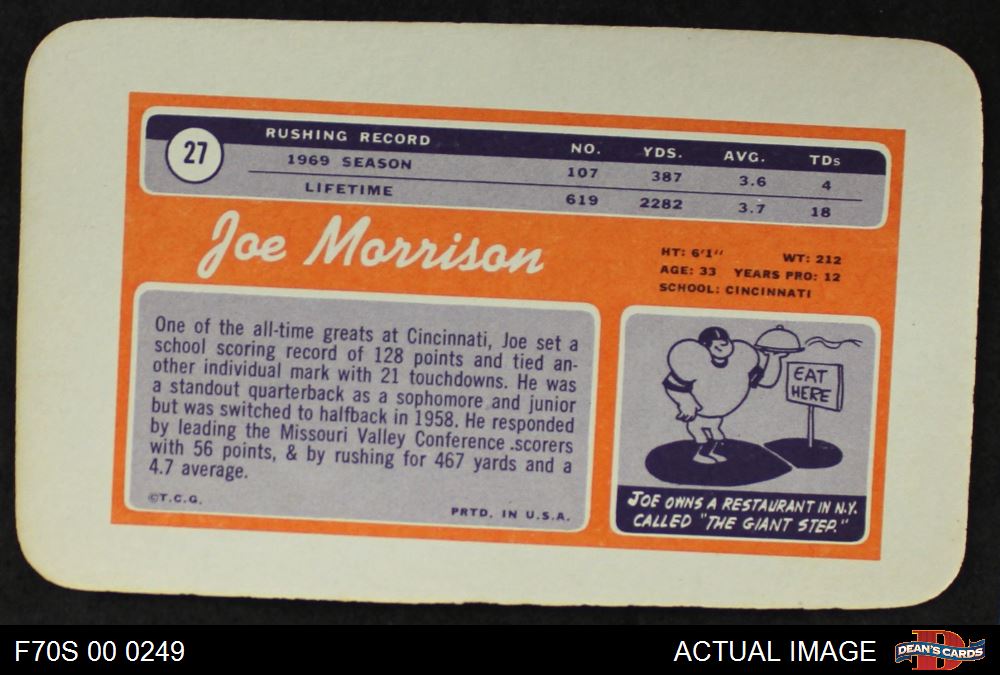 27
RUSHING RECORD NO. YDS. AVG. TDs
1969 SEASON 107 387 3.6 4
LIFETIME 619 2282 3.7 18
Joe Morrison
HT: 6'1" WT: 212
AGE: 33 YEARS PRO: 12
SCHOOL: CINCINNATI
One of the all-time greats at Cincinnati, Joe set a
school scoring record of 128 points and tied an-
other individual mark with 21 touchdowns. He was
a standout quarterback as a sophomore and junior
but was switched to halfback in 1958. He responded
by leading the Missouri Valley Conference .scorers
with 56 points, & by rushing for 467 yards and a
4.7 average.
©T.C.G.
PRTD. IN U.S.A.
EAT
HERE
JOE OWNS A RESTAURANT IN N.Y.
CALLED "THE GIANT STEP."
F70S 00 0249
ACTUAL IMAGE
D
DEAN'S CARDS